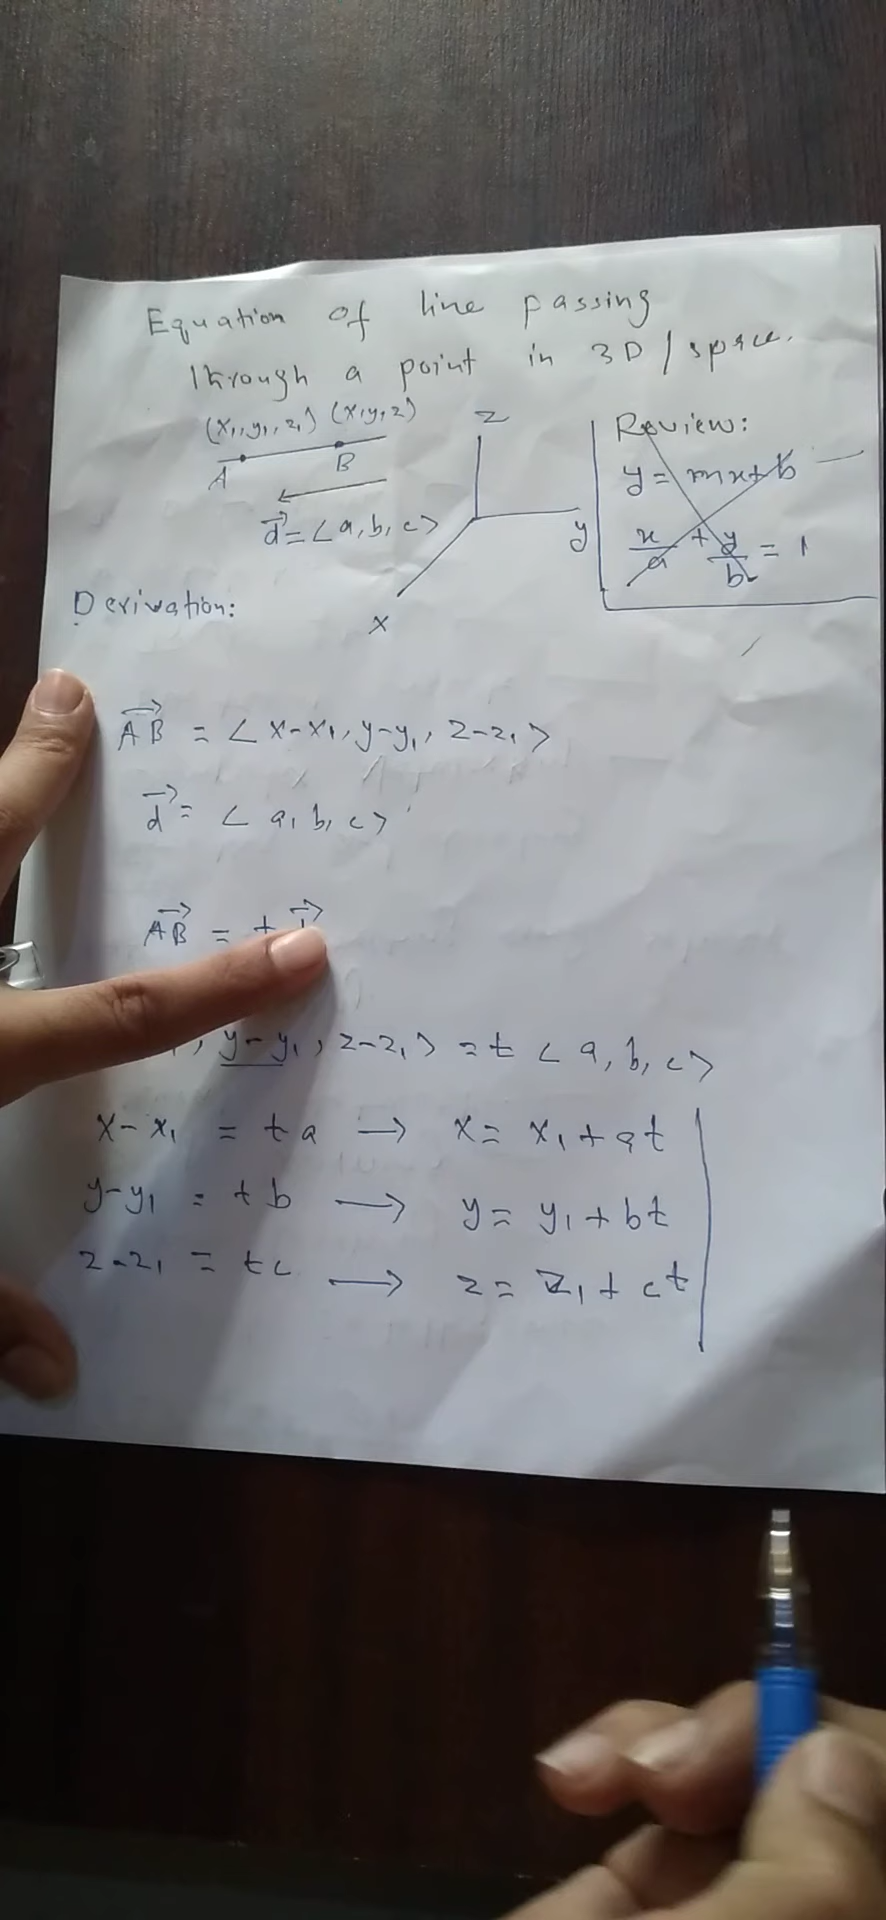 Equation of line passing
through a point in 3D / space.
(x₁, y₁, z₁) (x, y, z)
A B
d⃗ = < a, b, c >
z
y
x
Review:
y = mx + b
x/a + y/b = 1
Derivation:
AB⃗ = < x-x₁, y-y₁, z-z₁ >
d⃗ = < a, b, c >
AB⃗ = t
, y-y₁, z-z₁ > = t < a, b, c >
x-x₁ = ta → x = x₁ + at
y-y₁ = tb → y = y₁ + bt
z-z₁ = tc → z = z₁ + ct